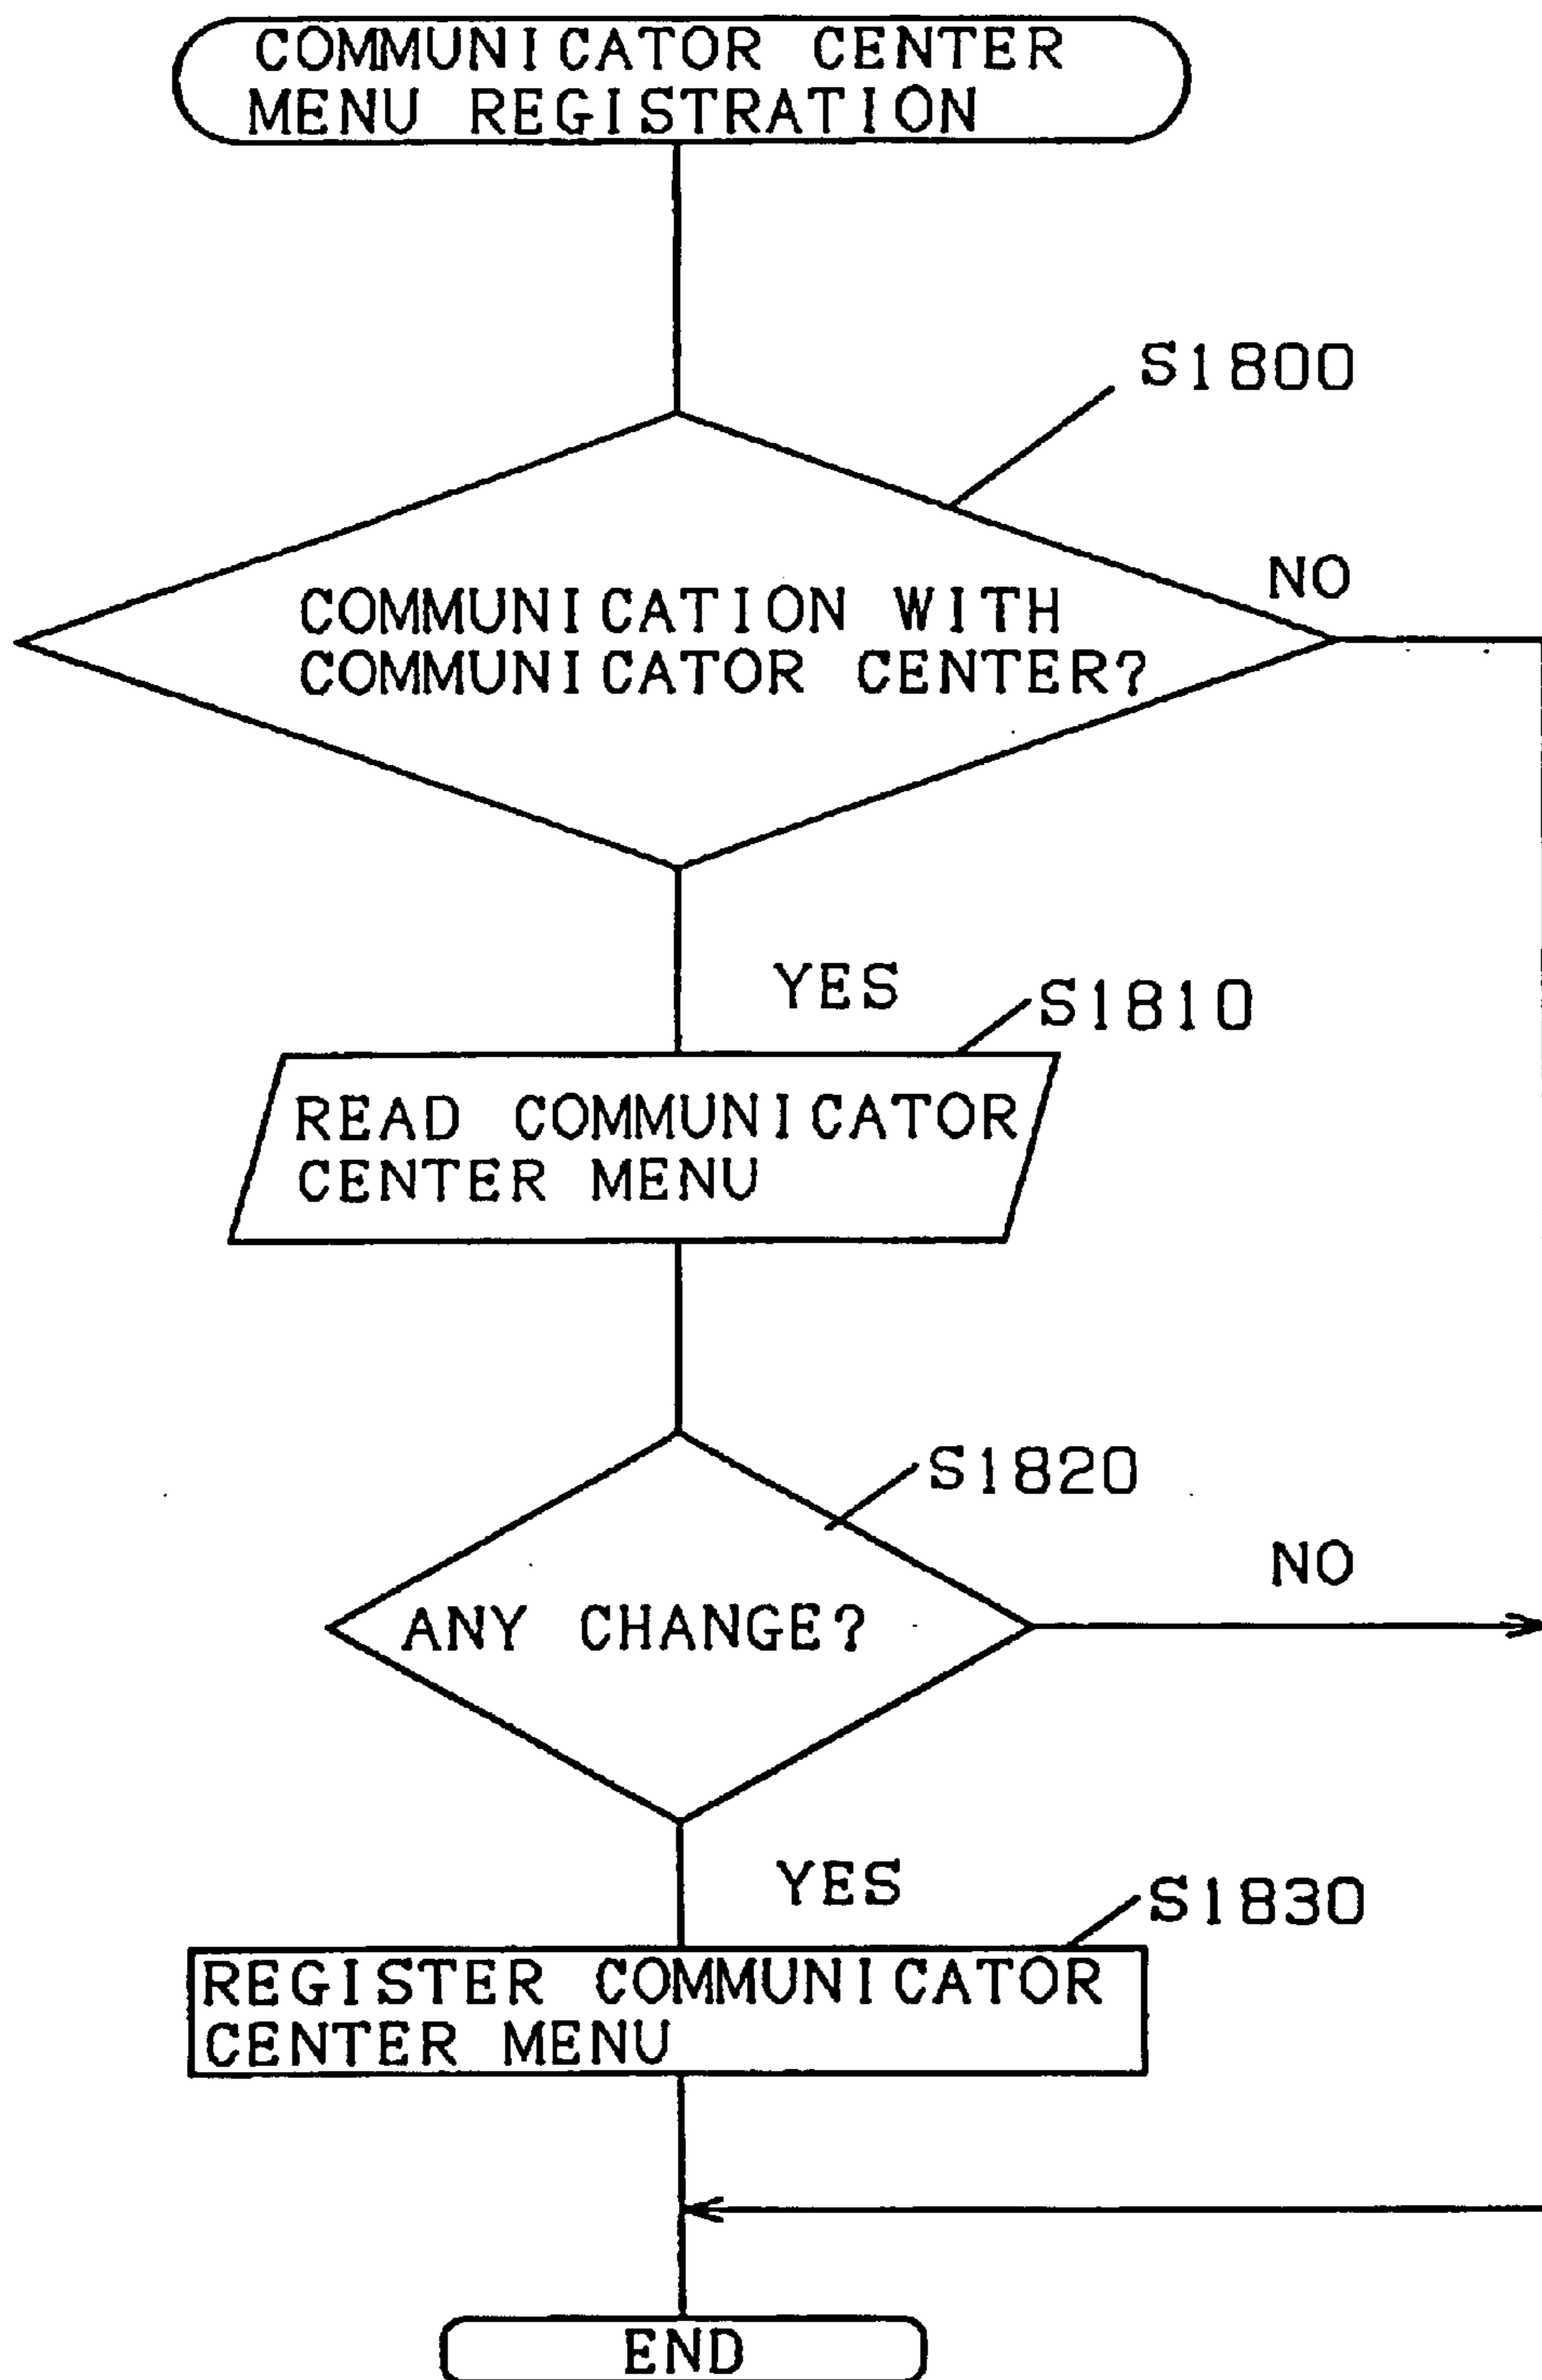 COMMUNICATOR CENTER
MENU REGISTRATION
S1800
NO
COMMUNICATION WITH
COMMUNICATOR CENTER?
YES
S1810
READ COMMUNICATOR
CENTER MENU
S1820
NO
ANY CHANGE?
YES
S1830
REGISTER COMMUNICATOR
CENTER MENU
END